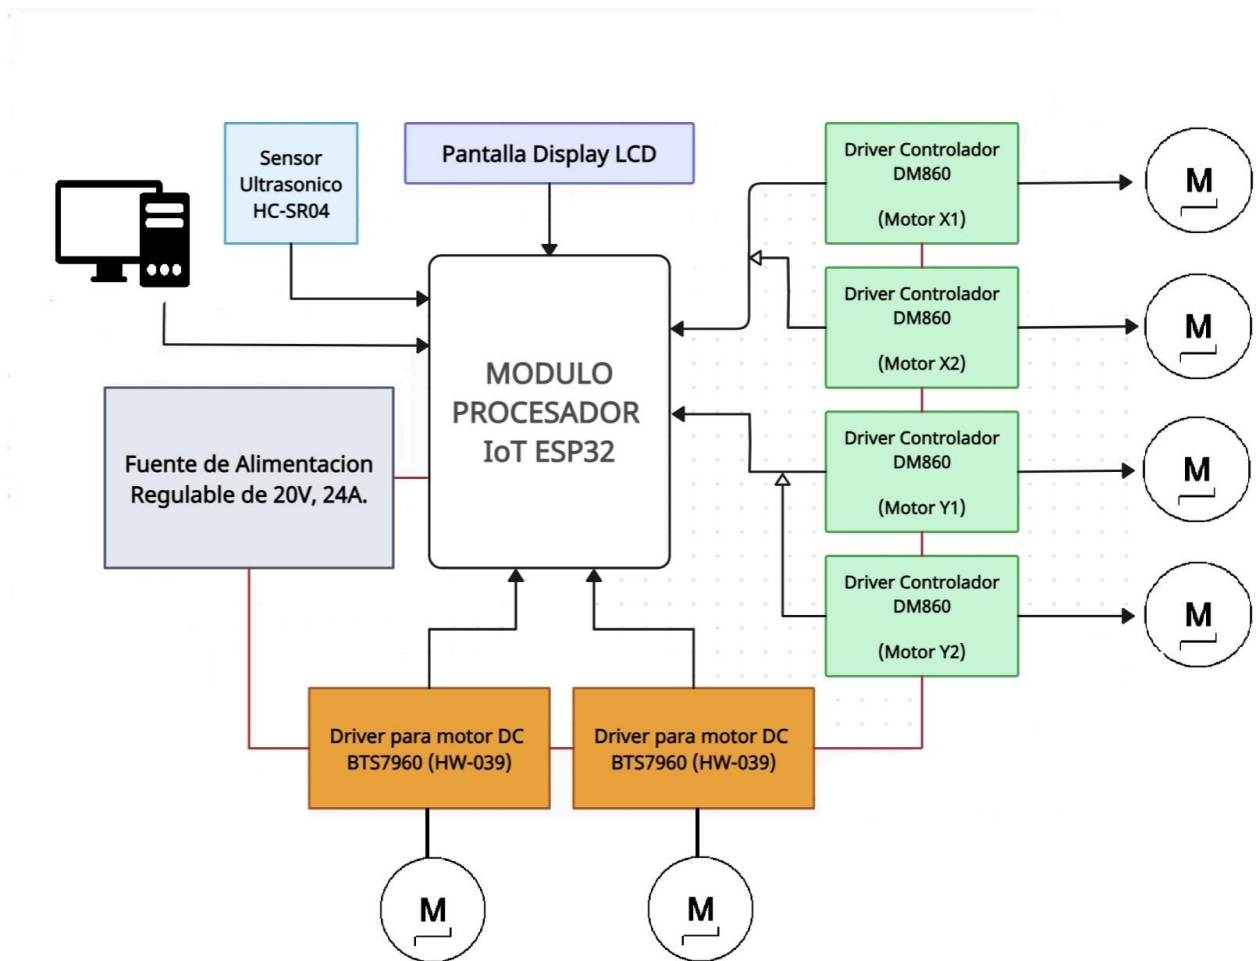 Sensor
Ultrasonico
HC-SR04
Pantalla Display LCD
Driver Controlador
DM860
(Motor X1)
M
Driver Controlador
DM860
(Motor X2)
M
MODULO
PROCESADOR
IoT ESP32
Fuente de Alimentacion
Regulable de 20V, 24A.
Driver Controlador
DM860
(Motor Y1)
M
Driver Controlador
DM860
(Motor Y2)
M
Driver para motor DC
BTS7960 (HW-039)
Driver para motor DC
BTS7960 (HW-039)
M
M